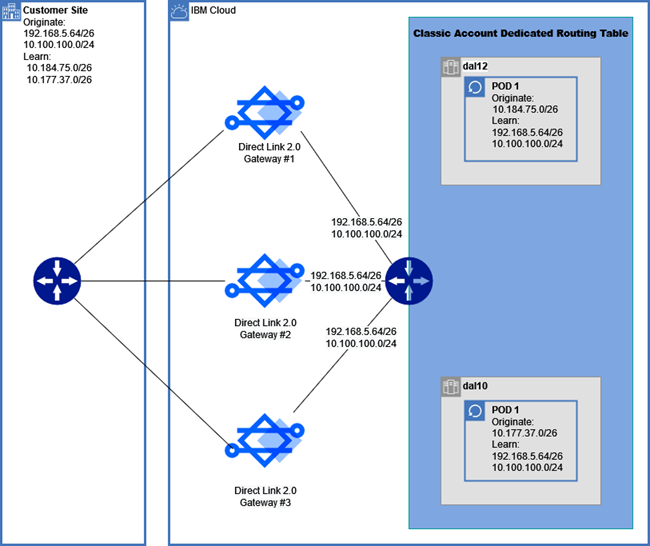 Customer Site
Originate:
192.168.5.64/26
10.100.100.0/24
Learn:
10.184.75.0/26
10.177.37.0/26
IBM Cloud
Direct Link 2.0
Gateway #1
192.168.5.64/26
10.100.100.0/24
Direct Link 2.0
Gateway #2
192.168.5.64/26
10.100.100.0/24
Direct Link 2.0
Gateway #3
192.168.5.64/26
10.100.100.0/24
Classic Account Dedicated Routing Table
dal12
POD 1
Originate:
10.184.75.0/26
Learn:
192.168.5.64/26
10.100.100.0/24
dal10
POD 1
Originate:
10.177.37.0/26
Learn:
192.168.5.64/26
10.100.100.0/24